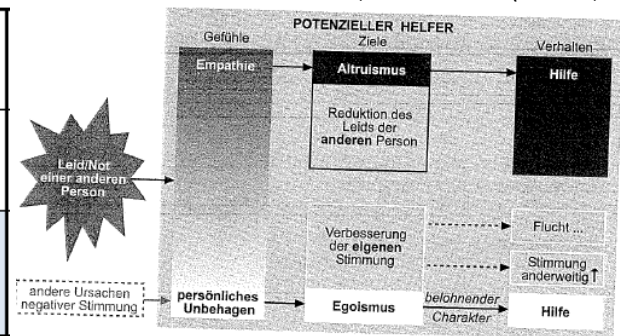 POTENZIELLER HELFER
Gefühle
Ziele
Verhalten
Empathie
Altruismus
Hilfe
Reduktion des
Leids der
anderen Person
Leid/Not
einer anderen
Person
Verbesserung
der eigenen
Stimmung
Flucht ...
Stimmung
anderweitig↑
andere Ursachen
negativer Stimmung
persönliches
Unbehagen
Egoismus
belohnender
Charakter
Hilfe